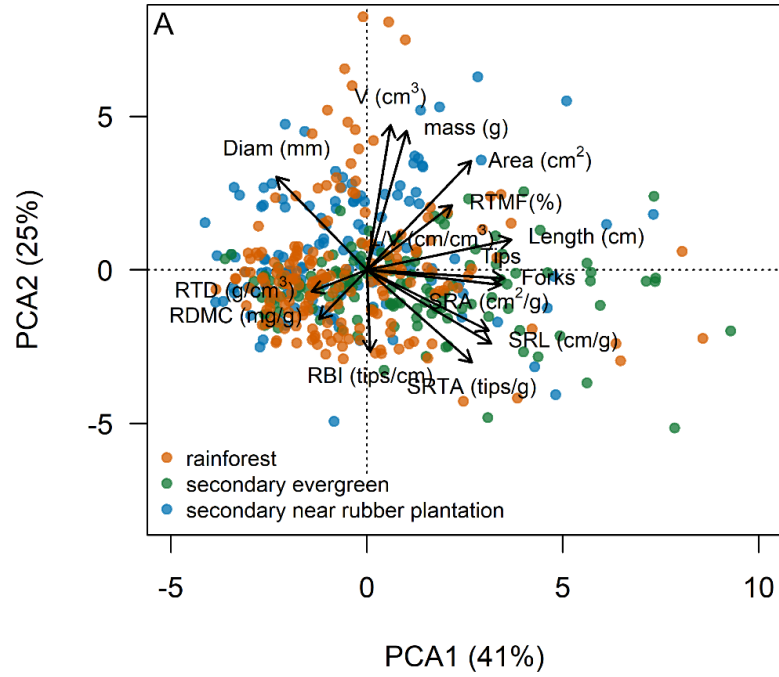 A
V (cm³)
mass (g)
Diam (mm)
Area (cm²)
RTMF(%)
/V (cm/cm³
Length (cm)
Tips
Forks
RTD (g/cm³)
SRA (cm²/g)
RDMC (mg/g)
SRL (cm/g)
RBI (tips/cm)
SRTA (tips/g)
rainforest
secondary evergreen
secondary near rubber plantation
5
0
-5
PCA2 (25%)
-5
0
5
10
PCA1 (41%)